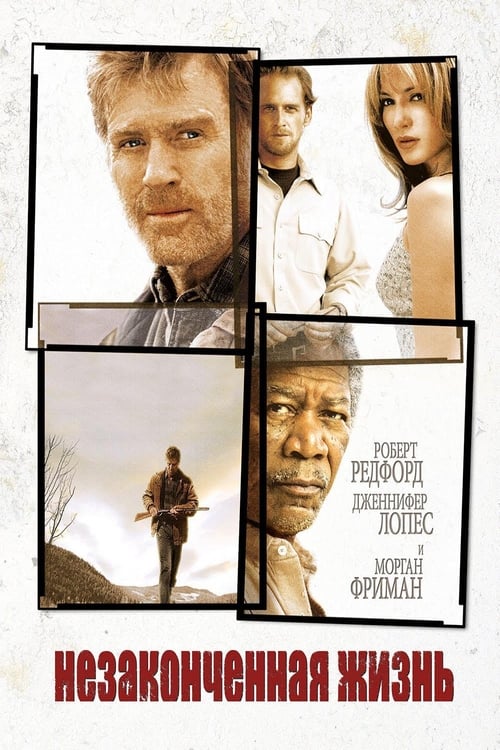 РОБЕРТ
РЕДФОРД
ДЖЕННИФЕР
ЛОПЕС
И
МОРГАН
ФРИМАН
незаконченная жизнь